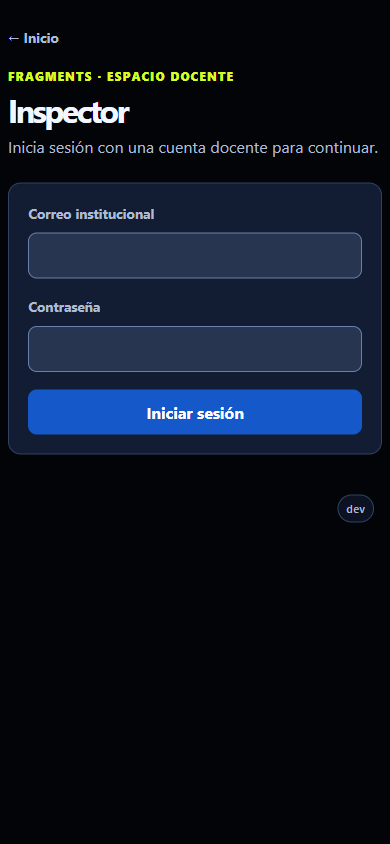 ← Inicio
FRAGMENTS · ESPACIO DOCENTE
Inspector
Inicia sesión con una cuenta docente para continuar.
Correo institucional
Contraseña
Iniciar sesión
dev